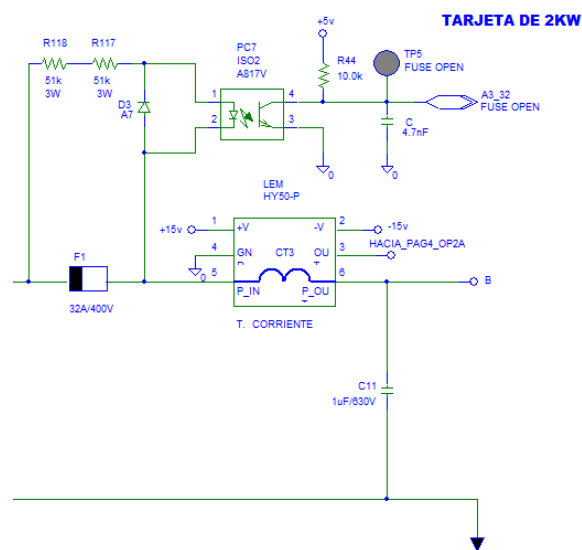 TARJETA DE 2KW
+5v
R118
R117
51k
3W
51k
3W
D3
A7
PC7
ISO2
A817V
1
2
4
3
R44
10.0k
TP5
FUSE OPEN
A3_32
FUSE OPEN
C
4.7nF
0
0
LEM
HY50-P
+15v
1
+V
-V
2
-15v
4
GN
CT3
OU
3
HACIA_PAG4_OP2A
0
5
P_IN
P_OU
6
B
F1
32A/400V
T. CORRIENTE
C11
1uF/630V